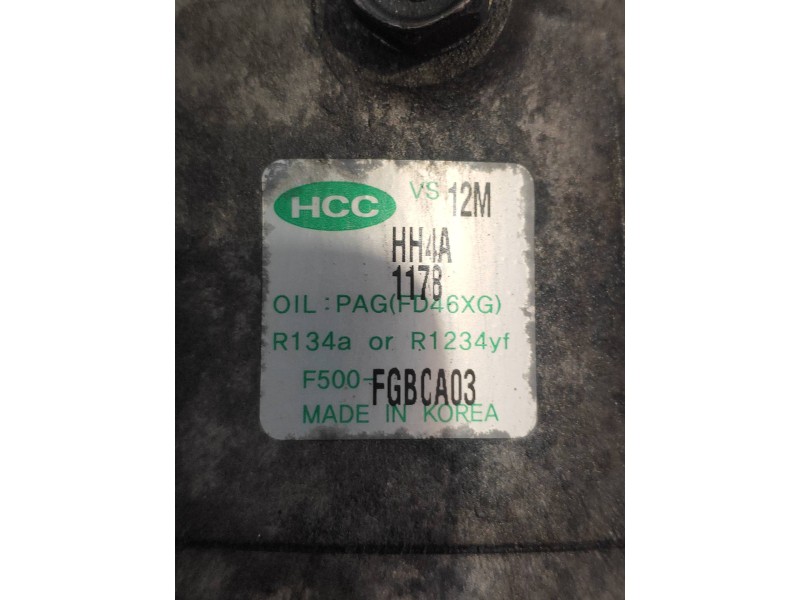 HCC VS 12M
HH4A
1178
OIL : PAG(FD46XG)
R134a or R1234yf
F500-FGBCA03
MADE IN KOREA